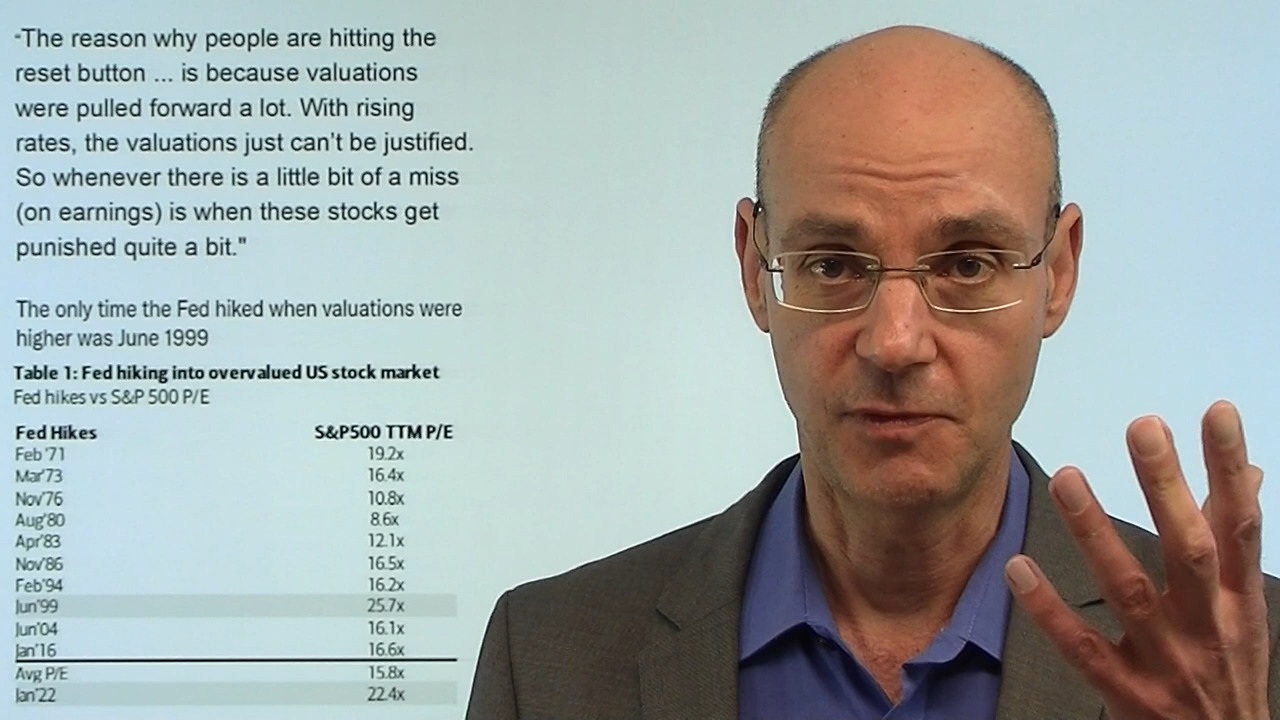 "The reason why people are hitting the
reset button ... is because valuations
were pulled forward a lot. With rising
rates, the valuations just can't be justified.
So whenever there is a little bit of a miss
(on earnings) is when these stocks get
punished quite a bit."
The only time the Fed hiked when valuations were
higher was June 1999
Table 1: Fed hiking into overvalued US stock market
Fed hikes vs S&P 500 P/E
Fed Hikes S&P500 TTM P/E
Feb '71 19.2x
Mar'73 16.4x
Nov'76 10.8x
Aug'80 8.6x
Apr'83 12.1x
Nov'86 16.5x
Feb'94 16.2x
Jun'99 25.7x
Jun'04 16.1x
Jan'16 16.6x
Avg P/E 15.8x
Jan'22 22.4x